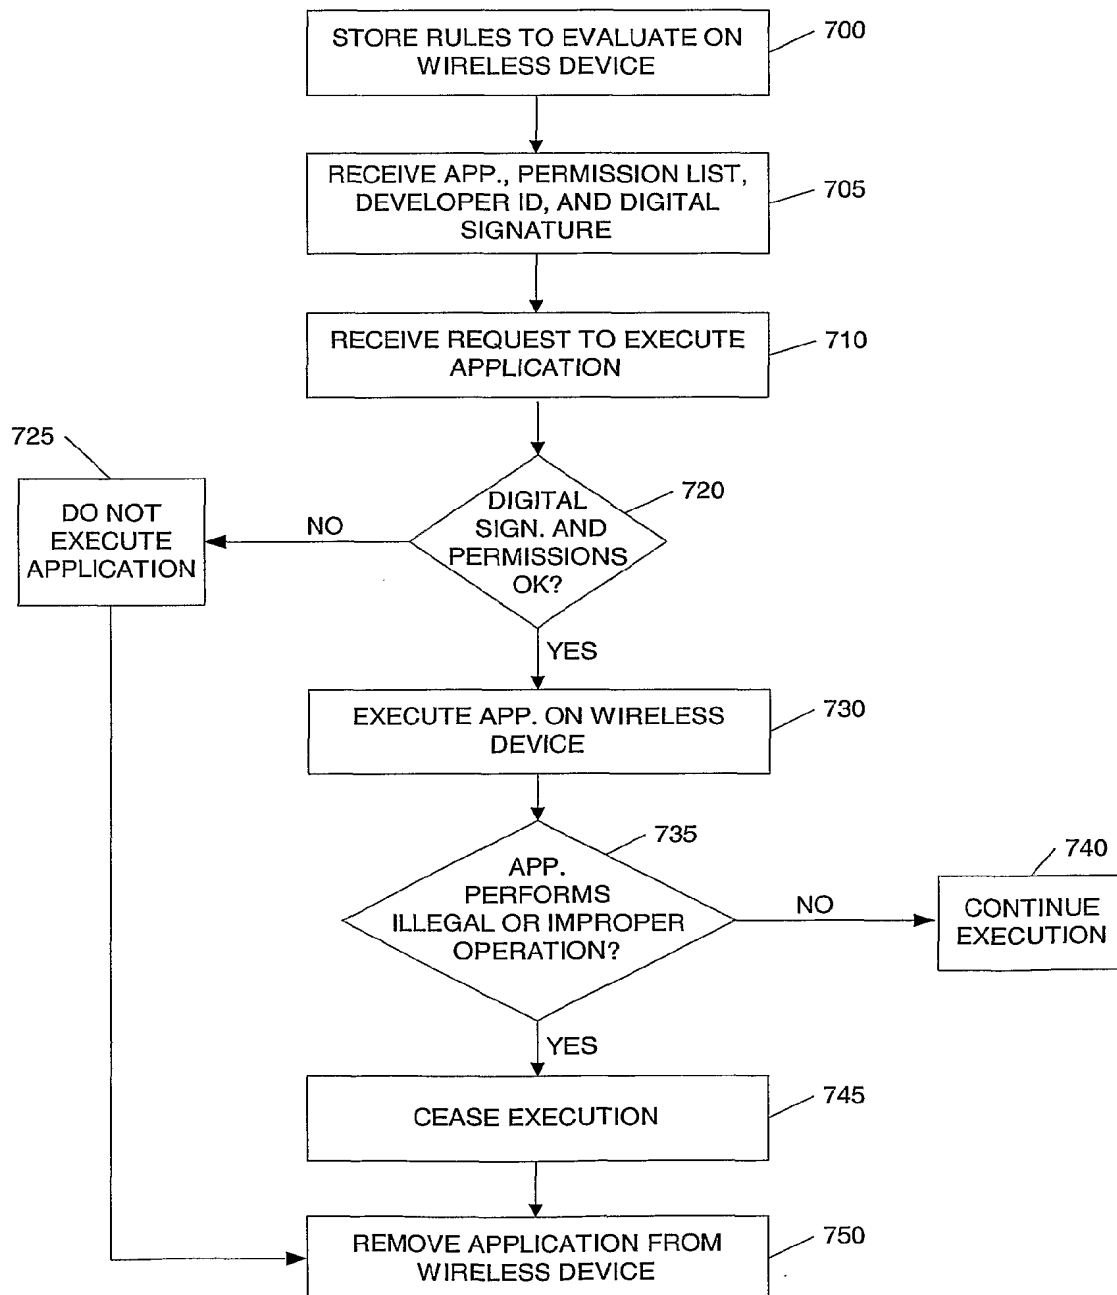 STORE RULES TO EVALUATE ON
WIRELESS DEVICE
700
RECEIVE APP., PERMISSION LIST,
DEVELOPER ID, AND DIGITAL
SIGNATURE
705
RECEIVE REQUEST TO EXECUTE
APPLICATION
710
725
DO NOT
EXECUTE
APPLICATION
NO
DIGITAL
SIGN. AND
PERMISSIONS
OK?
720
YES
EXECUTE APP. ON WIRELESS
DEVICE
730
APP.
PERFORMS
ILLEGAL OR IMPROPER
OPERATION?
735
NO
740
CONTINUE
EXECUTION
YES
CEASE EXECUTION
745
REMOVE APPLICATION FROM
WIRELESS DEVICE
750